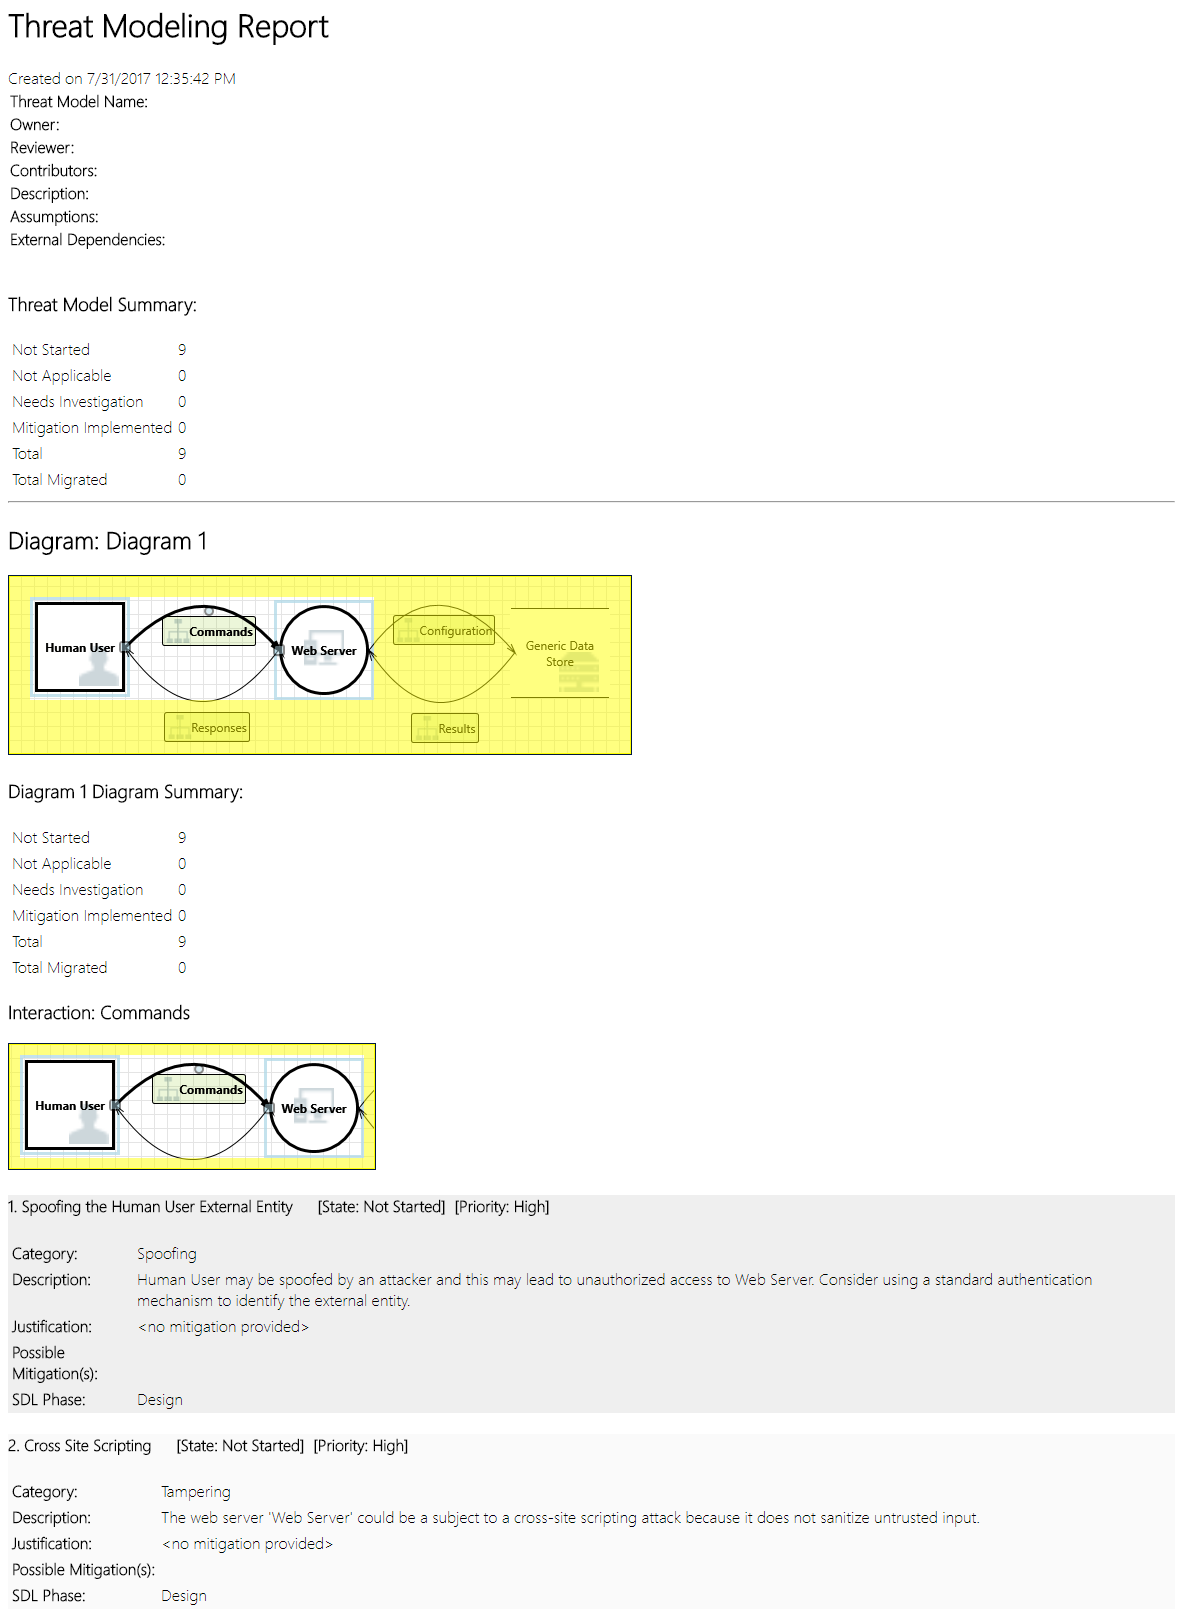 Threat Modeling Report
Created on 7/31/2017 12:35:42 PM
Threat Model Name:
Owner:
Reviewer:
Contributors:
Description:
Assumptions:
External Dependencies:
Threat Model Summary:
Not Started 9
Not Applicable 0
Needs Investigation 0
Mitigation Implemented 0
Total 9
Total Migrated 0
Diagram: Diagram 1
Human User
Commands
Web Server
Configuration
Generic Data
Store
Responses
Results
Diagram 1 Diagram Summary:
Not Started 9
Not Applicable 0
Needs Investigation 0
Mitigation Implemented 0
Total 9
Total Migrated 0
Interaction: Commands
Human User
Commands
Web Server
1. Spoofing the Human User External Entity [State: Not Started] [Priority: High]
Category: Spoofing
Description: Human User may be spoofed by an attacker and this may lead to unauthorized access to Web Server. Consider using a standard authentication
mechanism to identify the external entity.
Justification: <no mitigation provided>
Possible
Mitigation(s):
SDL Phase: Design
2. Cross Site Scripting [State: Not Started] [Priority: High]
Category: Tampering
Description: The web server 'Web Server' could be a subject to a cross-site scripting attack because it does not sanitize untrusted input.
Justification: <no mitigation provided>
Possible Mitigation(s):
SDL Phase: Design